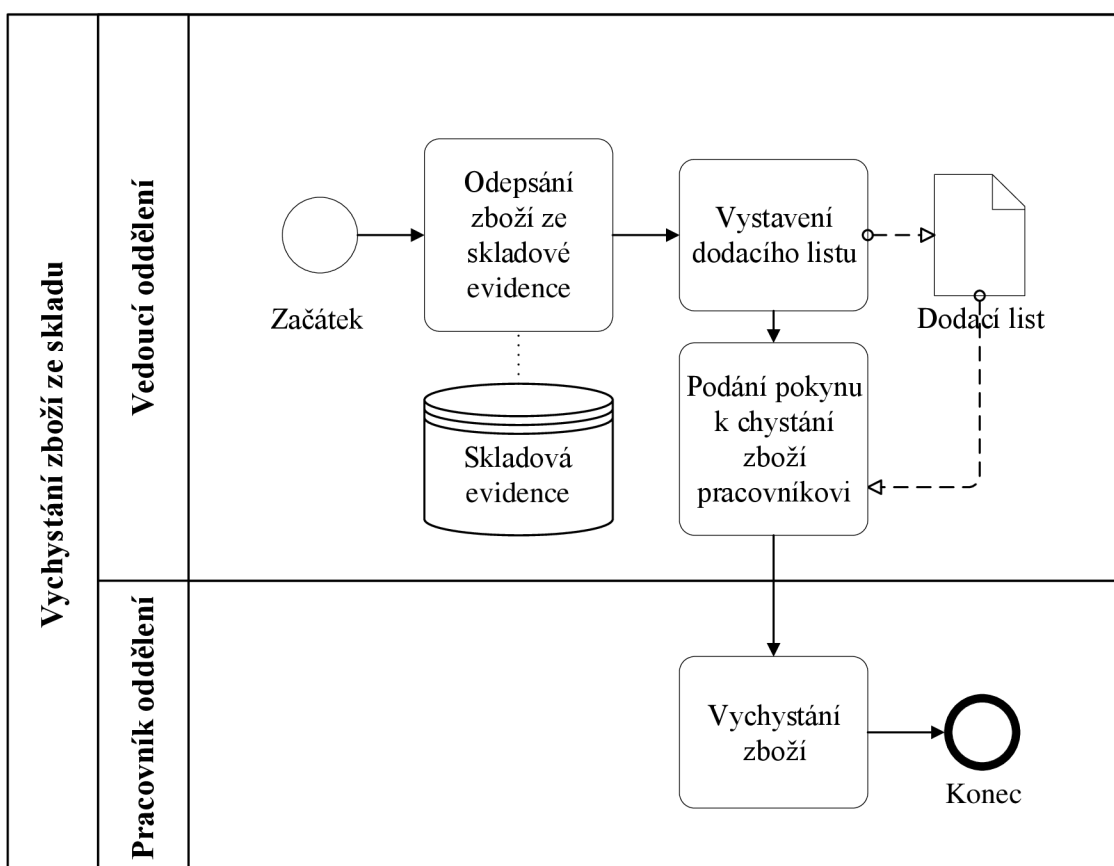 Vychystání zboží ze skladu
Vedoucí oddělení
Začátek
Odepsání
zboží ze
skladové
evidence
Vystavení
dodacího listu
Dodací list
Skladová
evidence
Podání pokynu
k chystání
zboží
pracovníkovi
Pracovník oddělení
Vychystání
zboží
Konec